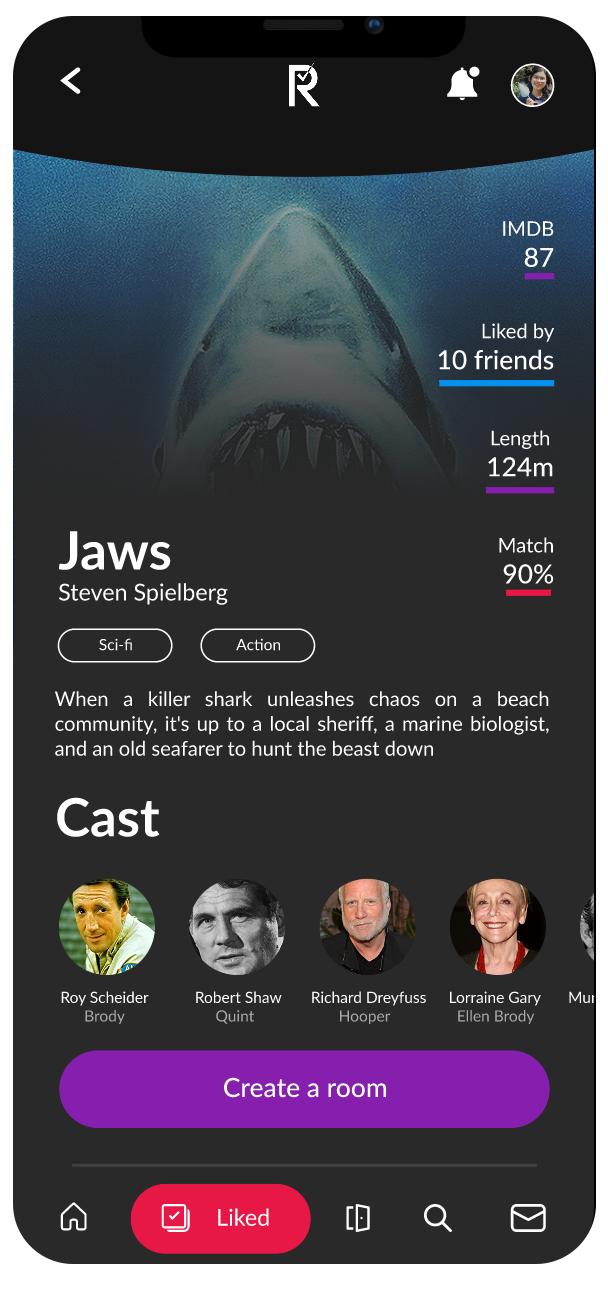 R
IMDB
87
Liked by
10 friends
Length
124m
Jaws
Match
Steven Spielberg
90%
Sci-fi
Action
When a killer shark unleashes chaos on a beach
community, it's up to a local sheriff, a marine biologist,
and an old seafarer to hunt the beast down
Cast
Roy Scheider
Brody
Robert Shaw
Quint
Richard Dreyfuss
Hooper
Lorraine Gary
Ellen Brody
Mur
Create a room
Liked